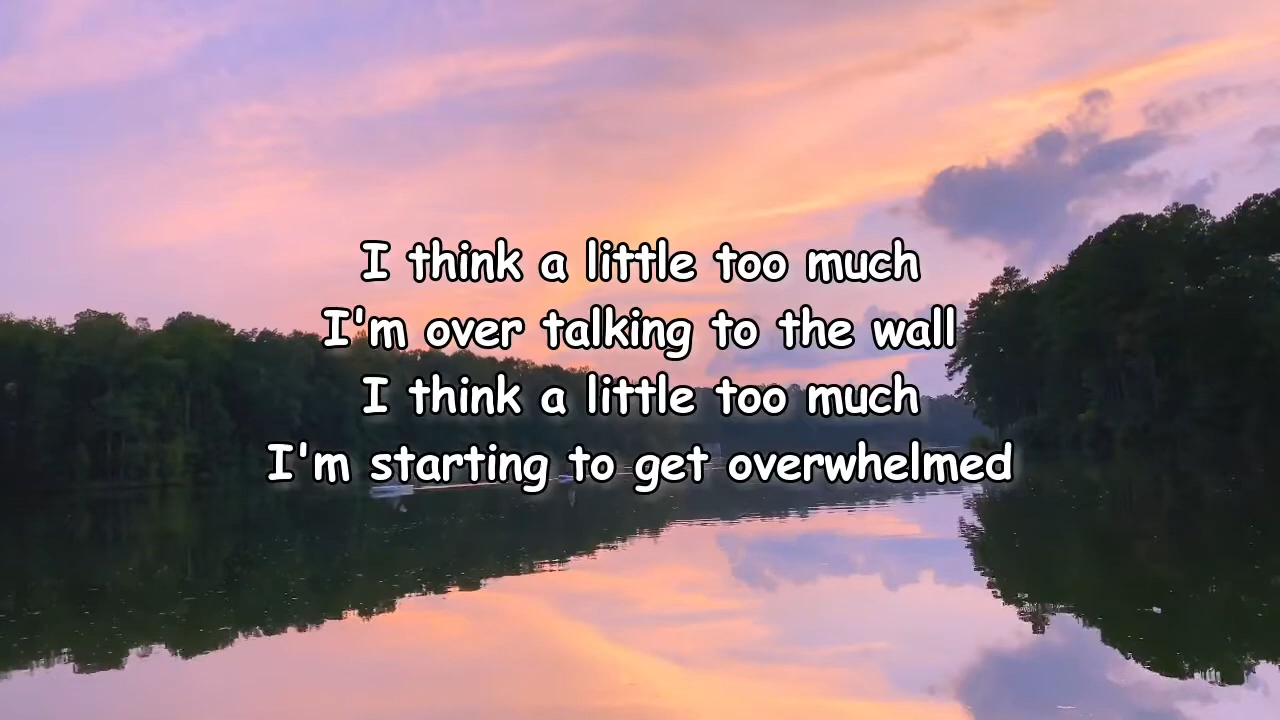 I think a little too much
I'm over talking to the wall
I think a little too much
I'm starting to get overwhelmed